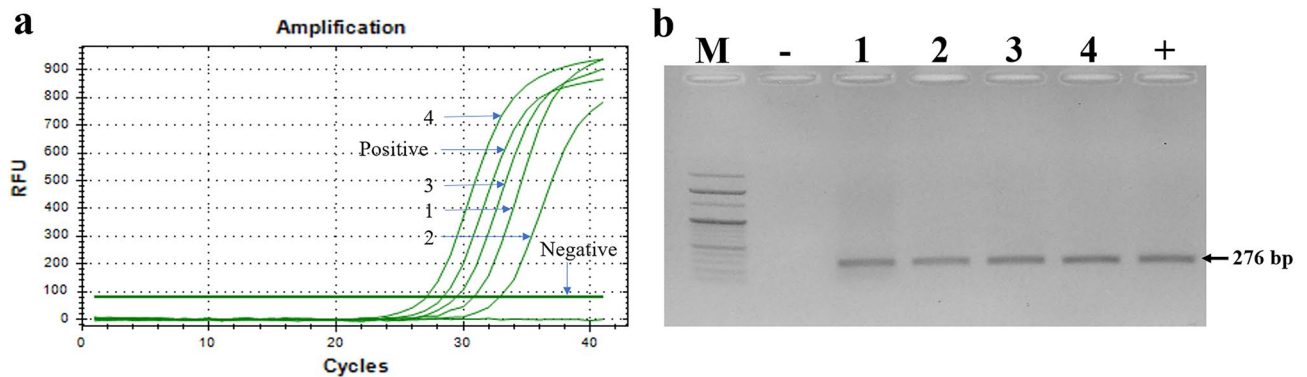 a
Amplification
RFU
900
800
700
600
500
400
300
200
100
0
4
Positive
3
1
2
Negative
0 10 20 30 40
Cycles
b
M - 1 2 3 4 +
276 bp